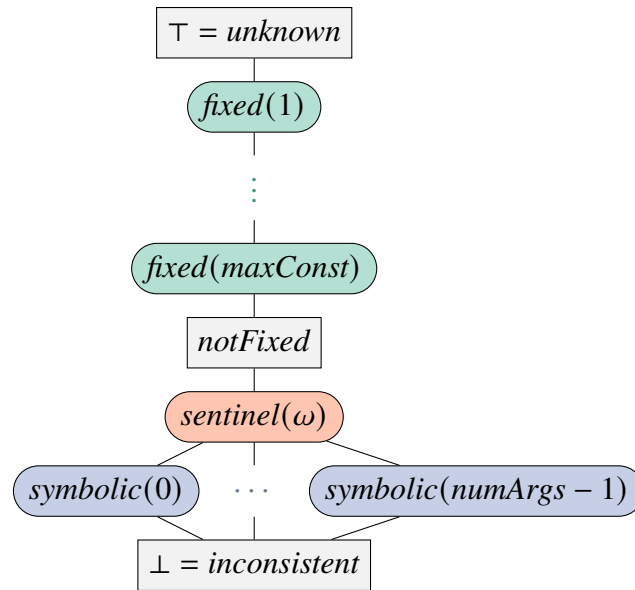 ⊤ = unknown
fixed(1)
⋮
fixed(maxConst)
notFixed
sentinel(ω)
symbolic(0) ⋯ symbolic(numArgs − 1)
⊥ = inconsistent